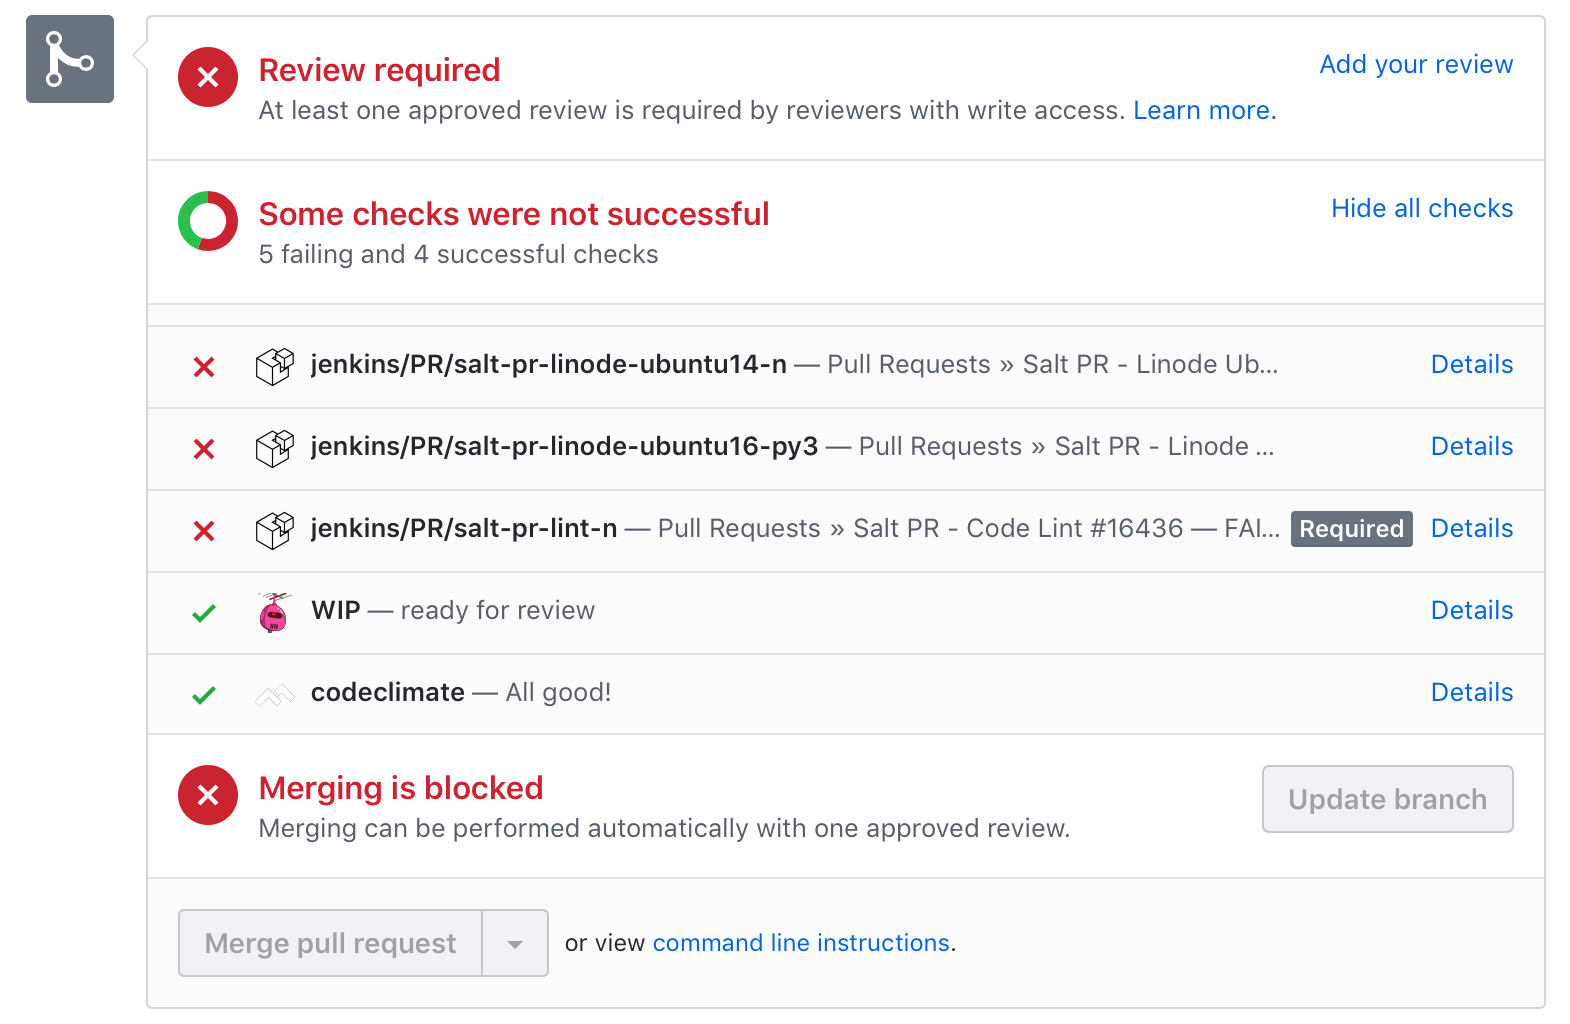 Review required
Add your review
At least one approved review is required by reviewers with write access. Learn more.
Some checks were not successful
Hide all checks
5 failing and 4 successful checks
jenkins/PR/salt-pr-linode-ubuntu14-n — Pull Requests » Salt PR - Linode Ub... Details
jenkins/PR/salt-pr-linode-ubuntu16-py3 — Pull Requests » Salt PR - Linode ... Details
jenkins/PR/salt-pr-lint-n — Pull Requests » Salt PR - Code Lint #16436 — FAI... Required Details
WIP — ready for review Details
codeclimate — All good! Details
Merging is blocked
Merging can be performed automatically with one approved review.
Update branch
Merge pull request or view command line instructions.